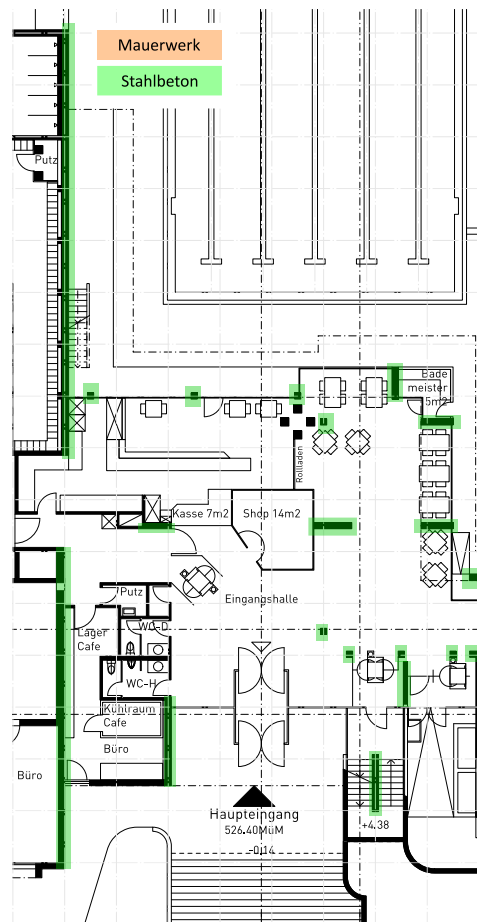 Mauerwerk
Stahlbeton
Putz
Bade
meister
5m2
Rollladen
Kasse 7m2
Shop 14m2
Putz
Eingangshalle
Lager
Cafe
WC-D
WC-H
Kühlraum
Cafe
Büro
Büro
Haupteingang
526.40MüM
-0.14
+4.38